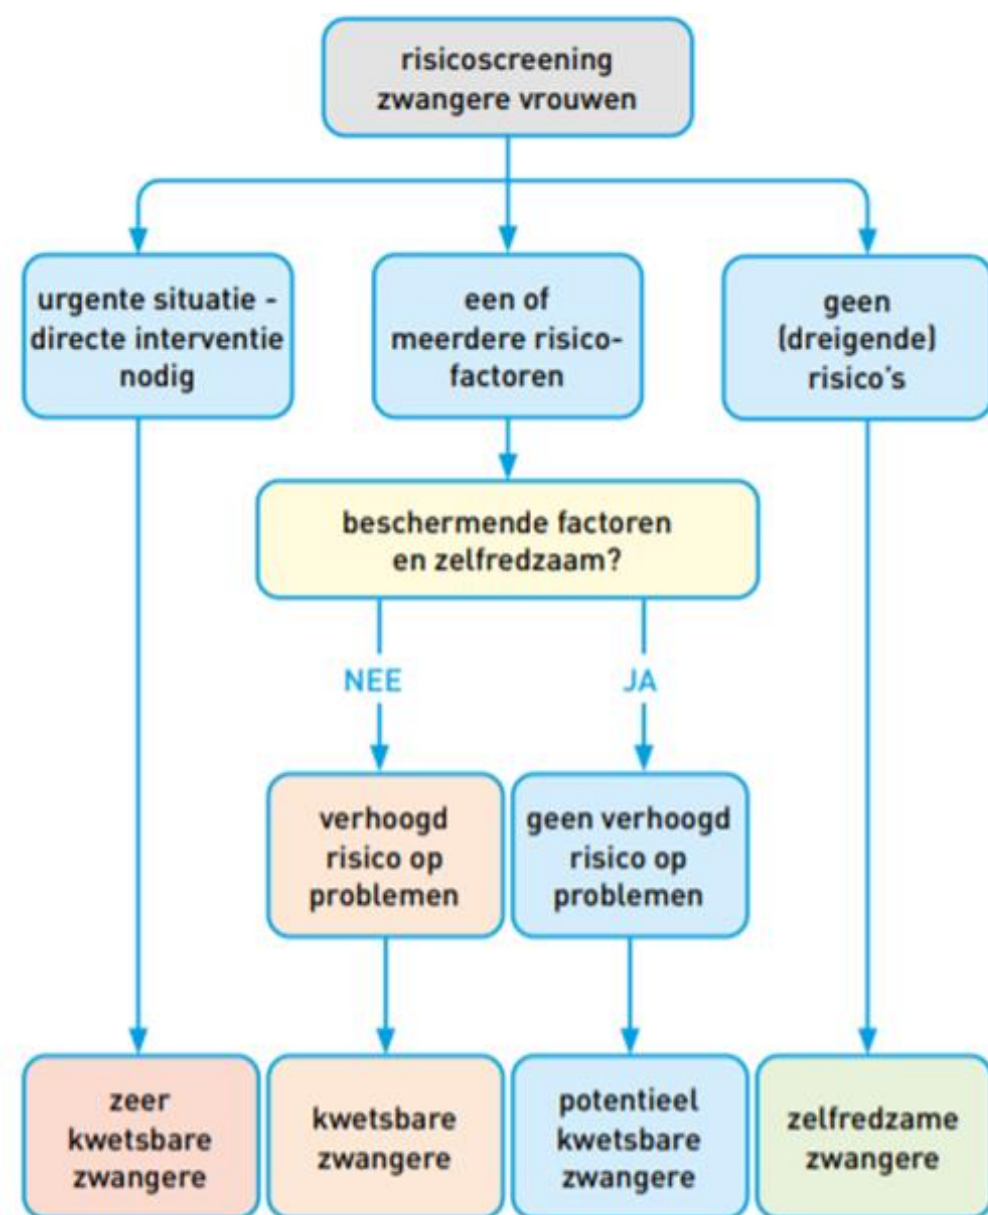 risicoscreening
zwangere vrouwen
urgente situatie -
directe interventie
nodig
een of
meerdere risico-
factoren
geen
(dreigende)
risico's
beschermende factoren
en zelfredzaam?
NEE
JA
verhoogd
risico op
problemen
geen verhoogd
risico op
problemen
zeer
kwetsbare
zwangere
kwetsbare
zwangere
potentieel
kwetsbare
zwangere
zelfredzame
zwangere